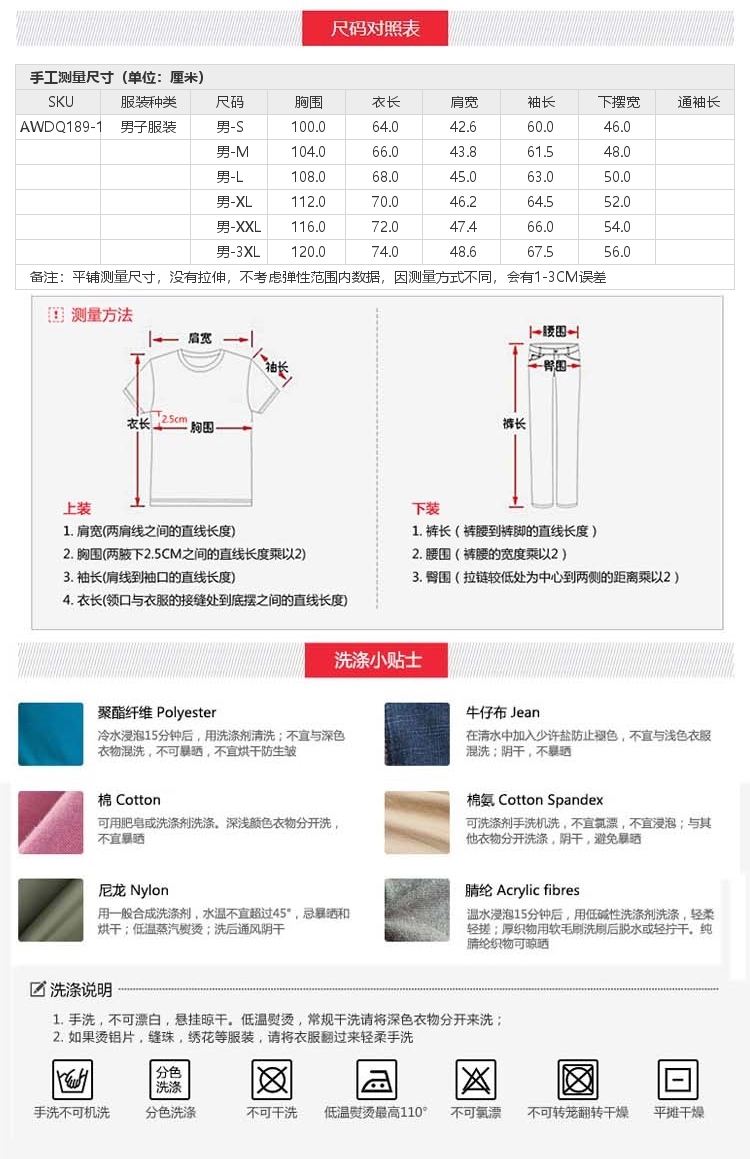 尺码对照表
手工测量尺寸（单位：厘米）
SKU 服装种类 尺码 胸围 衣长 肩宽 袖长 下摆宽 通袖长
AWDQ189-1 男子服装 男-S 100.0 64.0 42.6 60.0 46.0
男-M 104.0 66.0 43.8 61.5 48.0
男-L 108.0 68.0 45.0 63.0 50.0
男-XL 112.0 70.0 46.2 64.5 52.0
男-XXL 116.0 72.0 47.4 66.0 54.0
男-3XL 120.0 74.0 48.6 67.5 56.0
备注：平铺测量尺寸，没有拉伸，不考虑弹性范围内数据，因测量方式不同，会有1-3CM误差
测量方法
肩宽
袖长
衣长
2.5cm
胸围
腰围
臀围
裤长
上装
1. 肩宽(两肩线之间的直线长度)
2. 胸围(两腋下2.5CM之间的直线长度乘以2)
3. 袖长(肩线到袖口的直线长度)
4. 衣长(领口与衣服的接缝处到底摆之间的直线长度)
下装
1. 裤长（裤腰到裤脚的直线长度）
2. 腰围（裤腰的宽度乘以2）
3. 臀围（拉链较低处为中心到两侧的距离乘以2）
洗涤小贴士
聚酯纤维 Polyester
冷水浸泡15分钟后，用洗涤剂清洗；不宜与深色
衣物混洗，不可暴晒，不宜烘干防生皱
牛仔布 Jean
在清水中加入少许盐防止褪色，不宜与浅色衣服
混洗；阴干，不暴晒
棉 Cotton
可用肥皂或洗涤剂洗涤。深浅颜色衣物分开洗，
不宜暴晒
棉氨 Cotton Spandex
可洗涤剂手洗机洗，不宜氯漂，不宜浸泡；与其
他衣物分开洗涤，阴干，避免暴晒
尼龙 Nylon
用一般合成洗涤剂，水温不宜超过45°，忌暴晒和
烘干；低温蒸汽熨烫；洗后通风阴干
腈纶 Acrylic fibres
温水浸泡15分钟后，用低碱性洗涤剂洗涤，轻柔
轻搓；厚织物用软毛刷洗刷后脱水或轻拧干。纯
腈纶织物可晾晒
洗涤说明
1. 手洗，不可漂白，悬挂晾干。低温熨烫，常规干洗请将深色衣物分开来洗；
2. 如果烫铝片，缝珠，绣花等服装，请将衣服翻过来轻柔手洗
分色
洗涤
手洗不可机洗 分色洗涤 不可干洗 低温熨烫最高110° 不可氯漂 不可转笼翻转干燥 平摊干燥